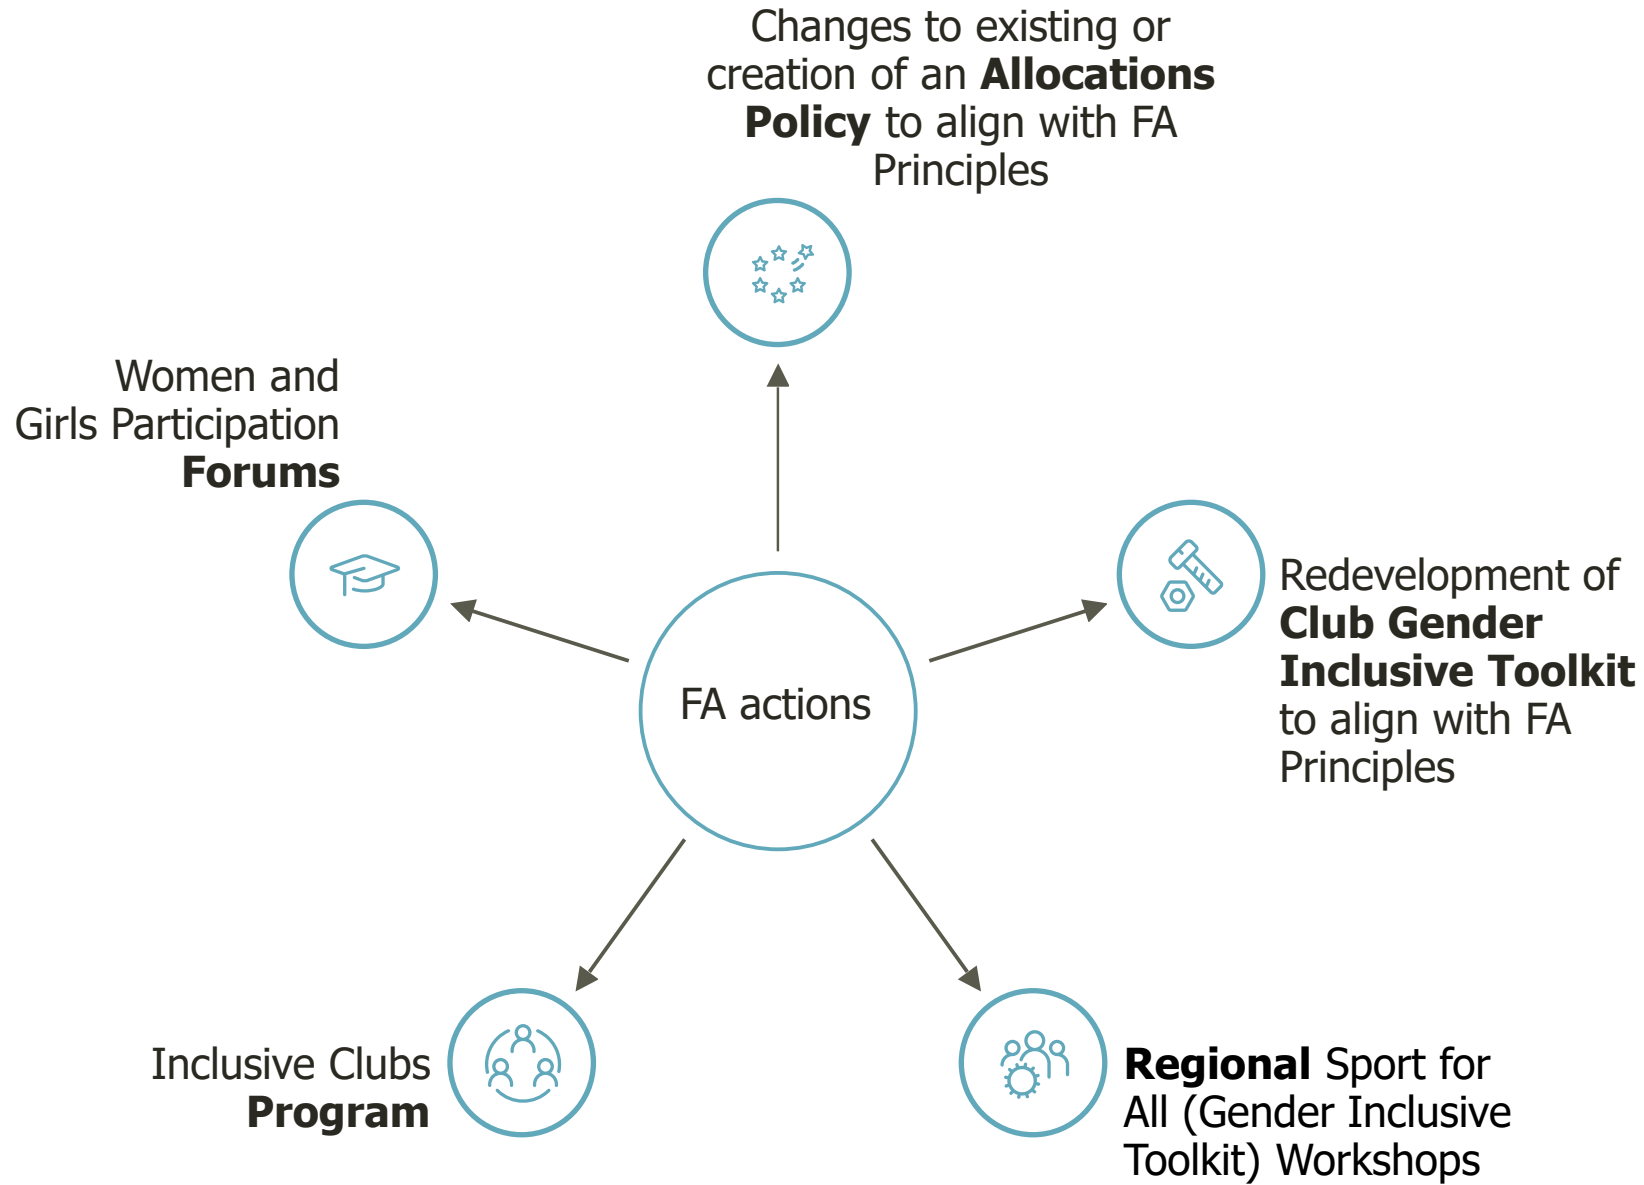 Changes to existing or
creation of an Allocations
Policy to align with FA
Principles
Women and
Girls Participation
Forums
Redevelopment of
Club Gender
Inclusive Toolkit
to align with FA
Principles
FA actions
Inclusive Clubs
Program
Regional Sport for
All (Gender Inclusive
Toolkit) Workshops